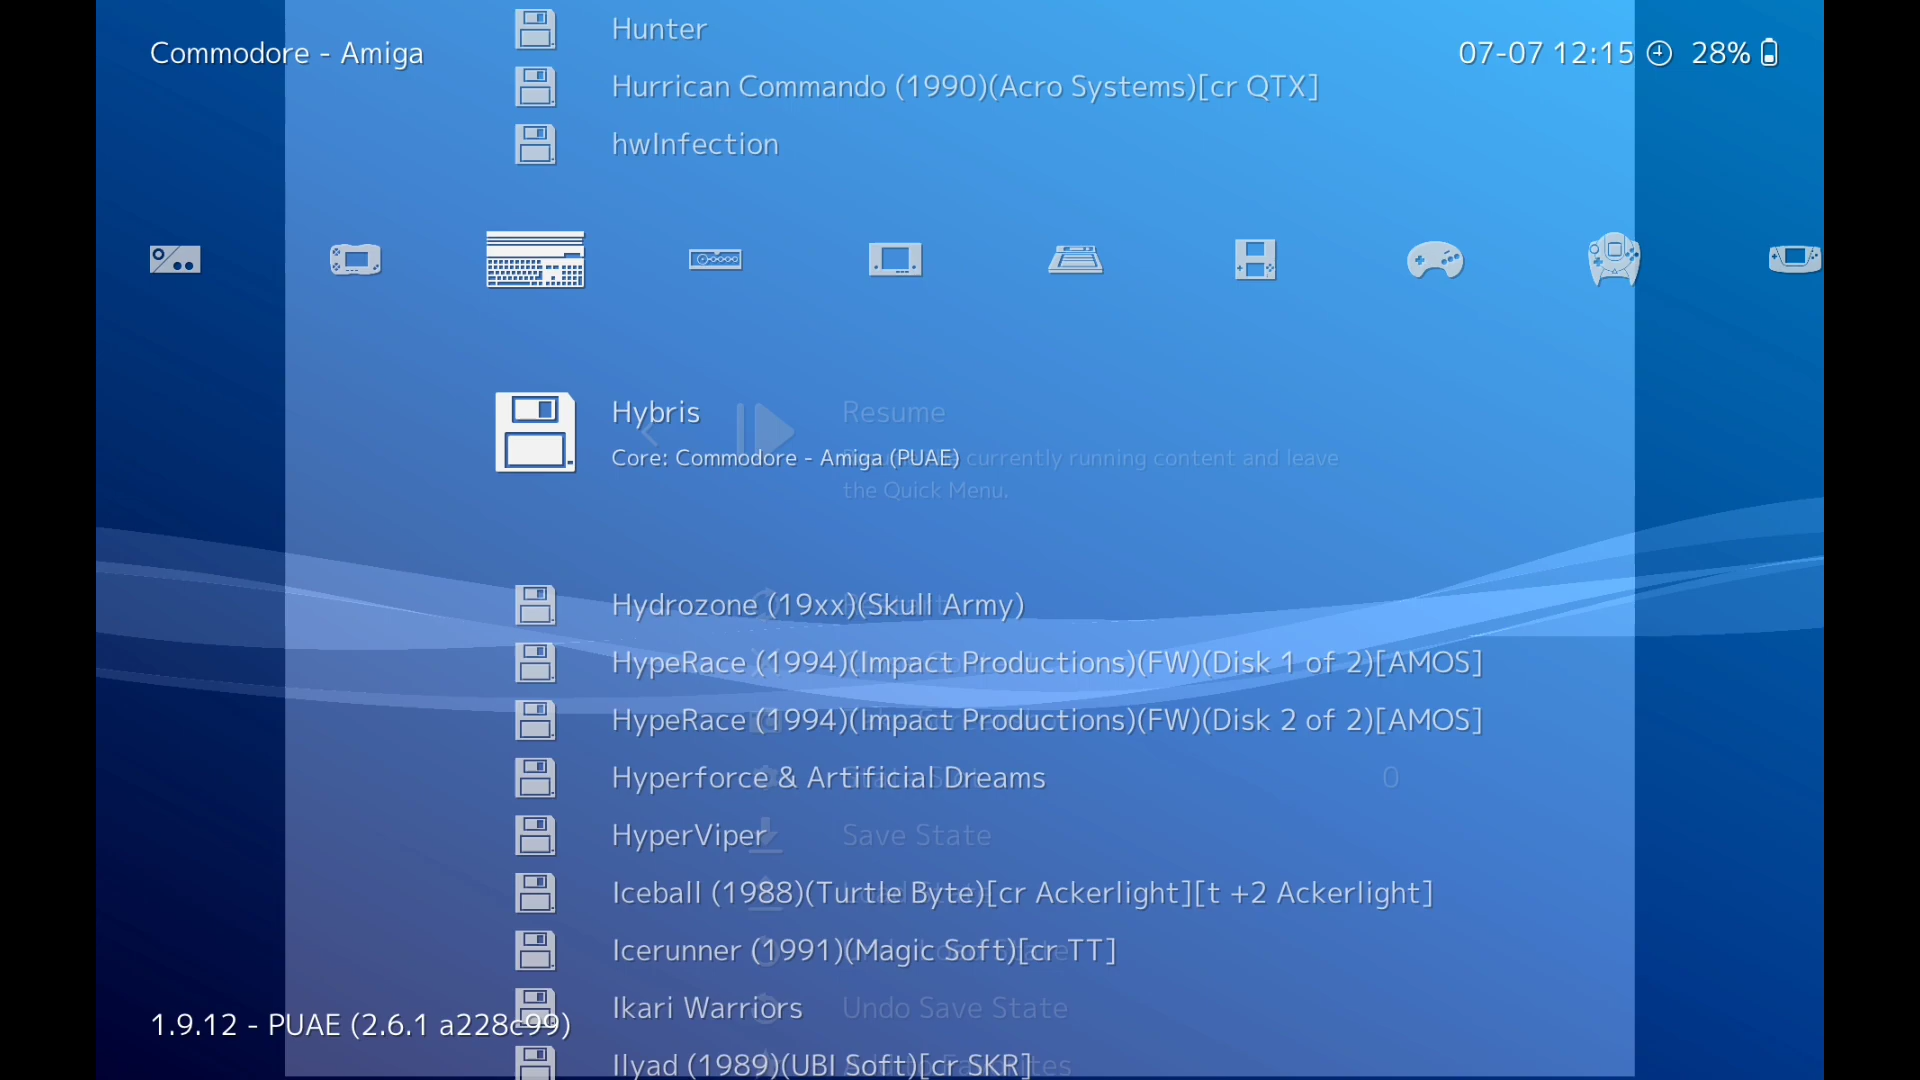 Hunter
Commodore - Amiga
07-07 12:15 28%
Hurrican Commando (1990)(Acro Systems)[cr QTX]
hwInfection
Hybris
Resume
Core: Commodore - Amiga (PUAE)
currently running content and leave
the Quick Menu.
Hydrozone (19xx)(Skull Army)
HypeRace (1994)(Impact Productions)(FW)(Disk 1 of 2)[AMOS]
HypeRace (1994)(Impact Productions)(FW)(Disk 2 of 2)[AMOS]
Hyperforce & Artificial Dreams
0
HyperViper
Save State
Iceball (1988)(Turtle Byte)[cr Ackerlight][t +2 Ackerlight]
Icerunner (1991)(Magic Soft)[cr TT]
Ikari Warriors
Undo Save State
1.9.12 - PUAE (2.6.1 a228c99)
Ilyad (1989)(UBI Soft)[cr SKR]